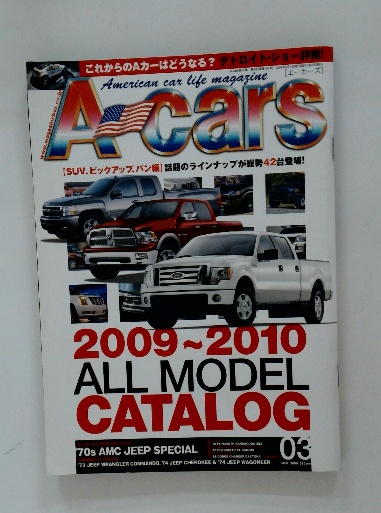 これからのAカーはどうなる？ デトロイト・ショー詳報!
American car life magazine
[エーカーズ]
A cars
[SUV、ピックアップ、バン編] 話題のラインナップが総勢42台登場!
2009~2010
ALL MODEL
CATALOG
70s AMC JEEP SPECIAL
'73 JEEP WRANGLER COMMANDO, '74 JEEP CHEROKEE & '74 JEEP WAGONEER
03